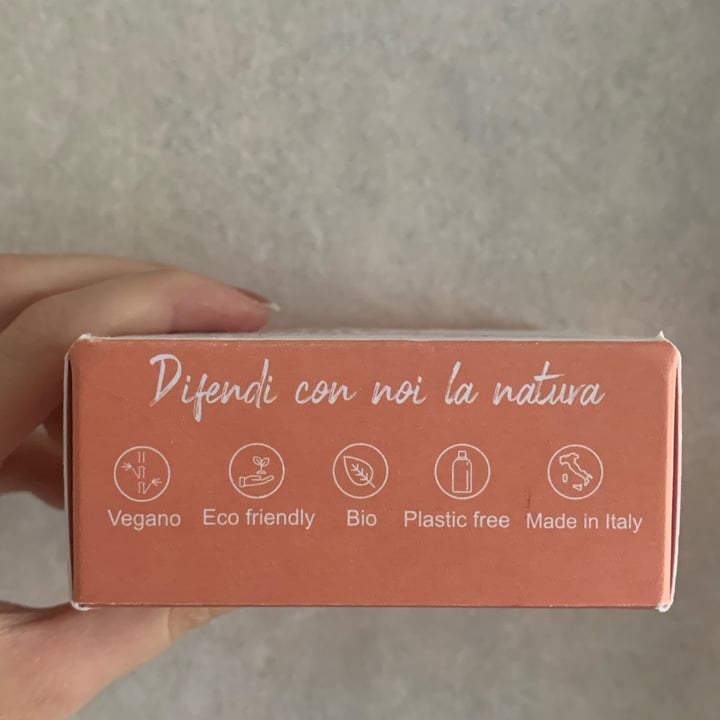 Difendi con noi la natura
Vegano Eco friendly Bio Plastic free Made in Italy